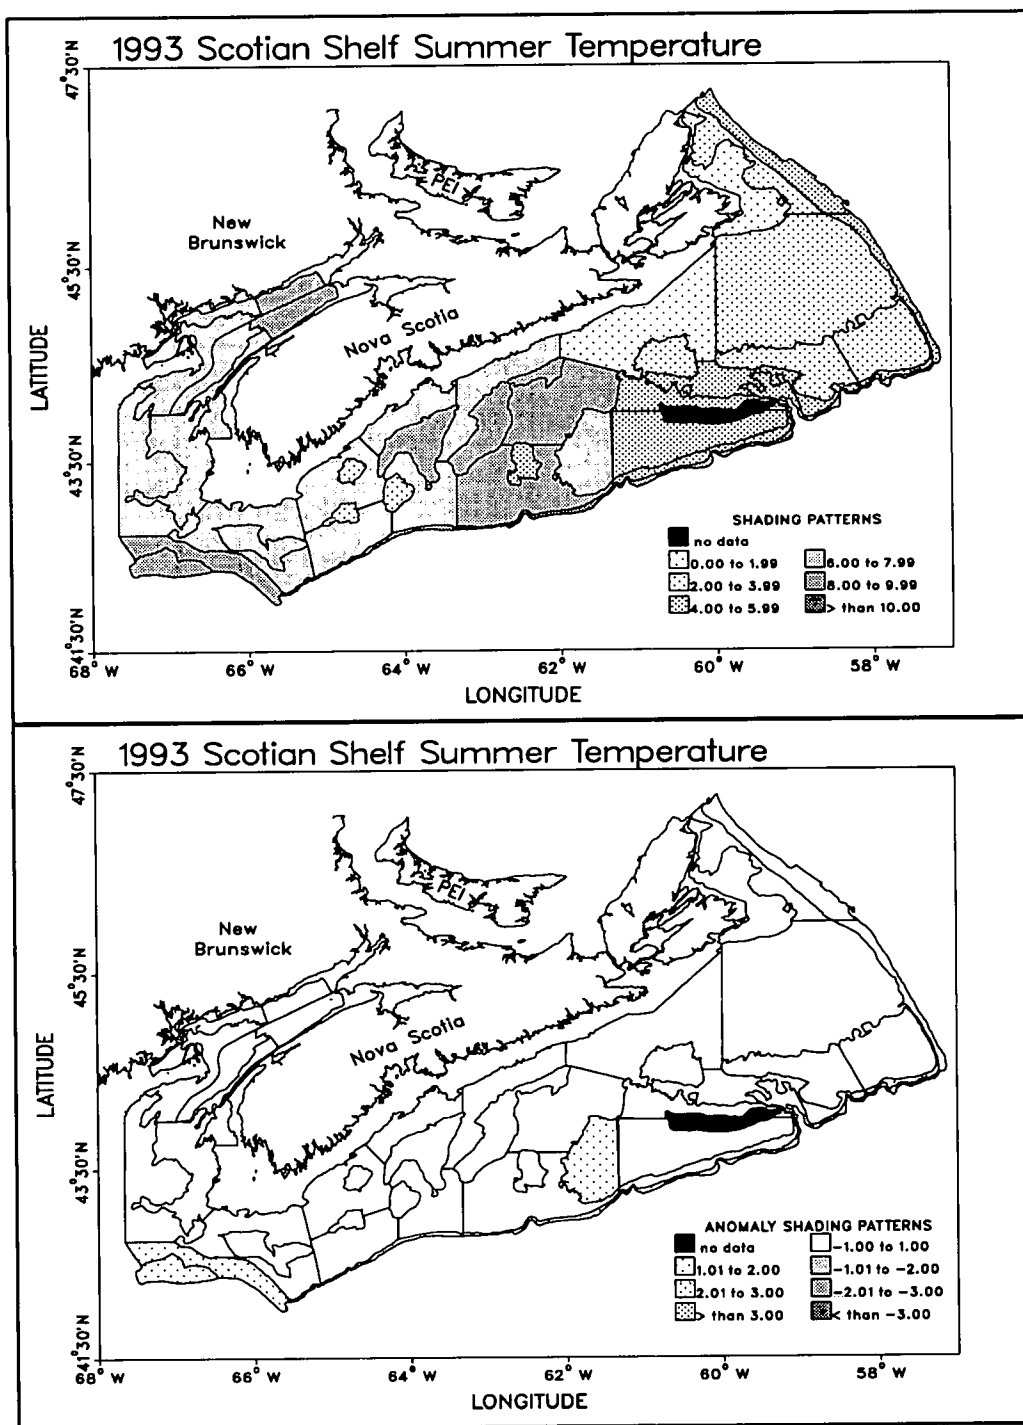 1993 Scotian Shelf Summer Temperature
47°30'N
45°30'N
43°30'N
41°30'N
LATITUDE
New
Brunswick
PEI
Nova Scotia
SHADING PATTERNS
no data
0.00 to 1.99
6.00 to 7.99
2.00 to 3.99
8.00 to 9.99
4.00 to 5.99
> than 10.00
68° W
66° W
64° W
62° W
60° W
58° W
LONGITUDE
1993 Scotian Shelf Summer Temperature
47°30'N
45°30'N
43°30'N
41°30'N
LATITUDE
New
Brunswick
PEI
Nova Scotia
ANOMALY SHADING PATTERNS
no data
-1.00 to 1.00
1.01 to 2.00
-1.01 to -2.00
2.01 to 3.00
-2.01 to -3.00
> than 3.00
< than -3.00
68° W
66° W
64° W
62° W
60° W
58° W
LONGITUDE